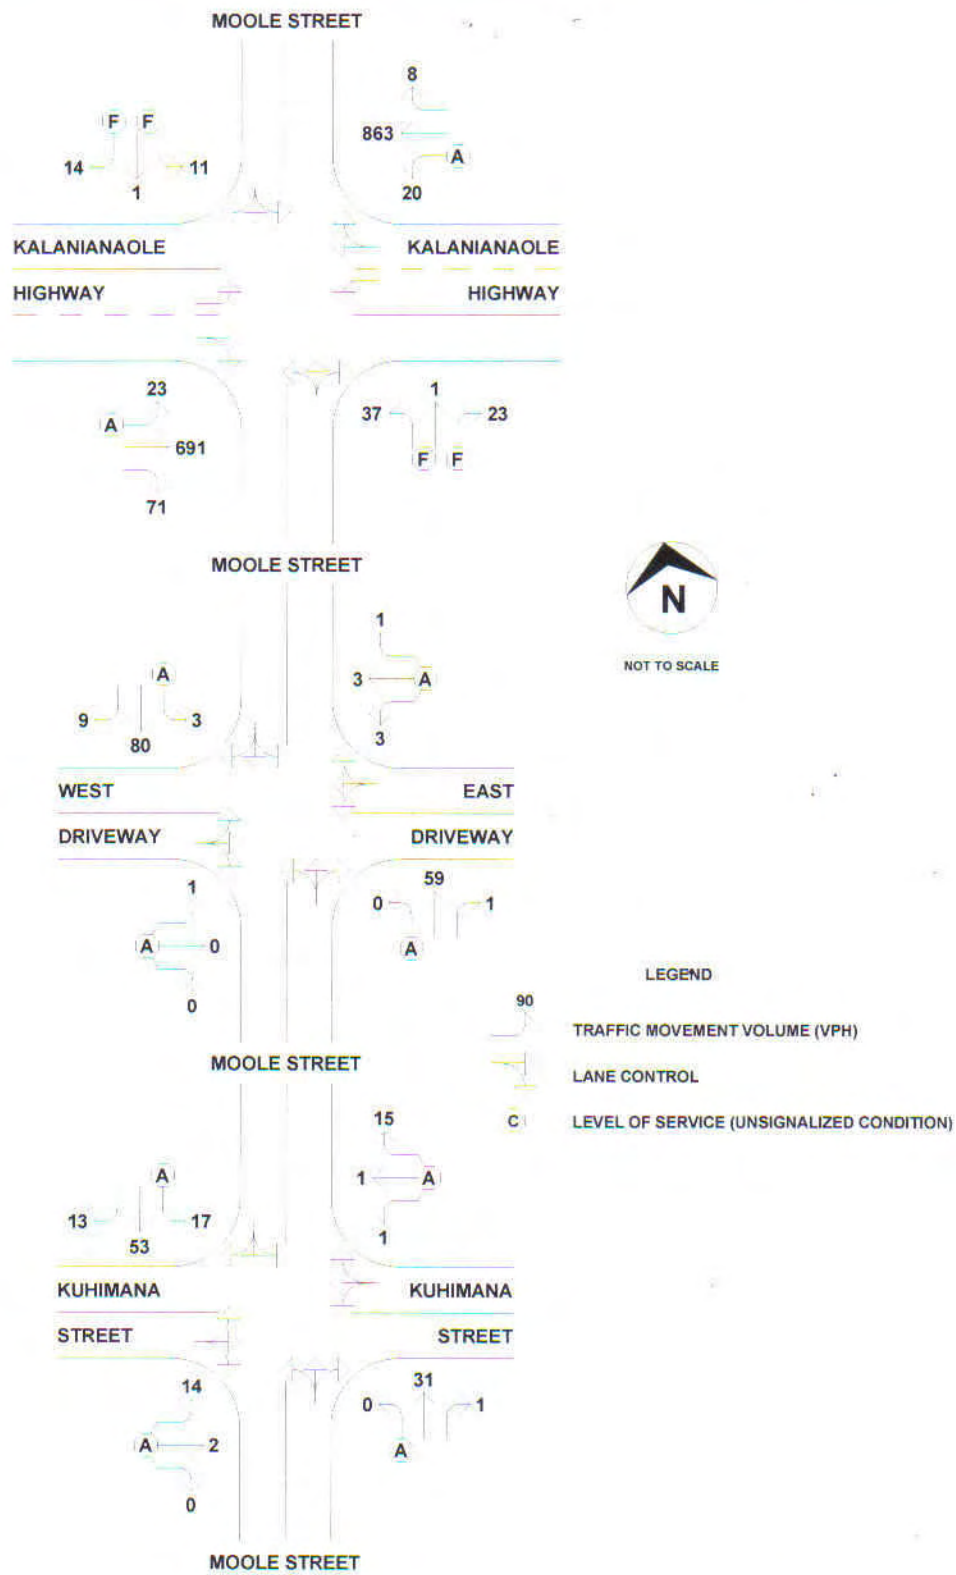 MOOLE STREET
8
F F
863
A
14
11
1
20
KALANIANAOLE KALANIANAOLE
HIGHWAY HIGHWAY
23
A
691
71
1
37
23
F F
MOOLE STREET
N
NOT TO SCALE
1
A
3
A
9
3
80
3
WEST EAST
DRIVEWAY DRIVEWAY
1
A
0
0
59
0
1
A
LEGEND
90
TRAFFIC MOVEMENT VOLUME (VPH)
LANE CONTROL
C
LEVEL OF SERVICE (UNSIGNALIZED CONDITION)
MOOLE STREET
15
A
1
A
13
17
53
1
KUHIMANA KUHIMANA
STREET STREET
14
A
2
0
31
0
1
A
MOOLE STREET